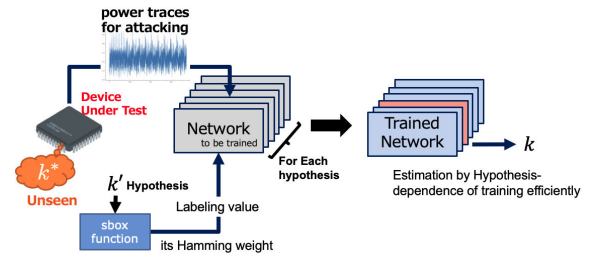 power traces
for attacking
Device
Under Test
k*
Unseen
k' Hypothesis
sbox
function
Labeling value
its Hamming weight
Network
to be trained
For Each
hypothesis
Trained
Network
k
Estimation by Hypothesis-
dependence of training efficiently